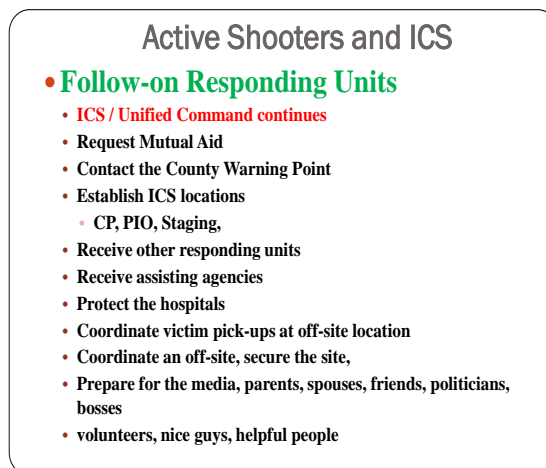 Active Shooters and ICS
• Follow-on Responding Units
• ICS / Unified Command continues
• Request Mutual Aid
• Contact the County Warning Point
• Establish ICS locations
• CP, PIO, Staging,
• Receive other responding units
• Receive assisting agencies
• Protect the hospitals
• Coordinate victim pick-ups at off-site location
• Coordinate an off-site, secure the site,
• Prepare for the media, parents, spouses, friends, politicians,
bosses
• volunteers, nice guys, helpful people